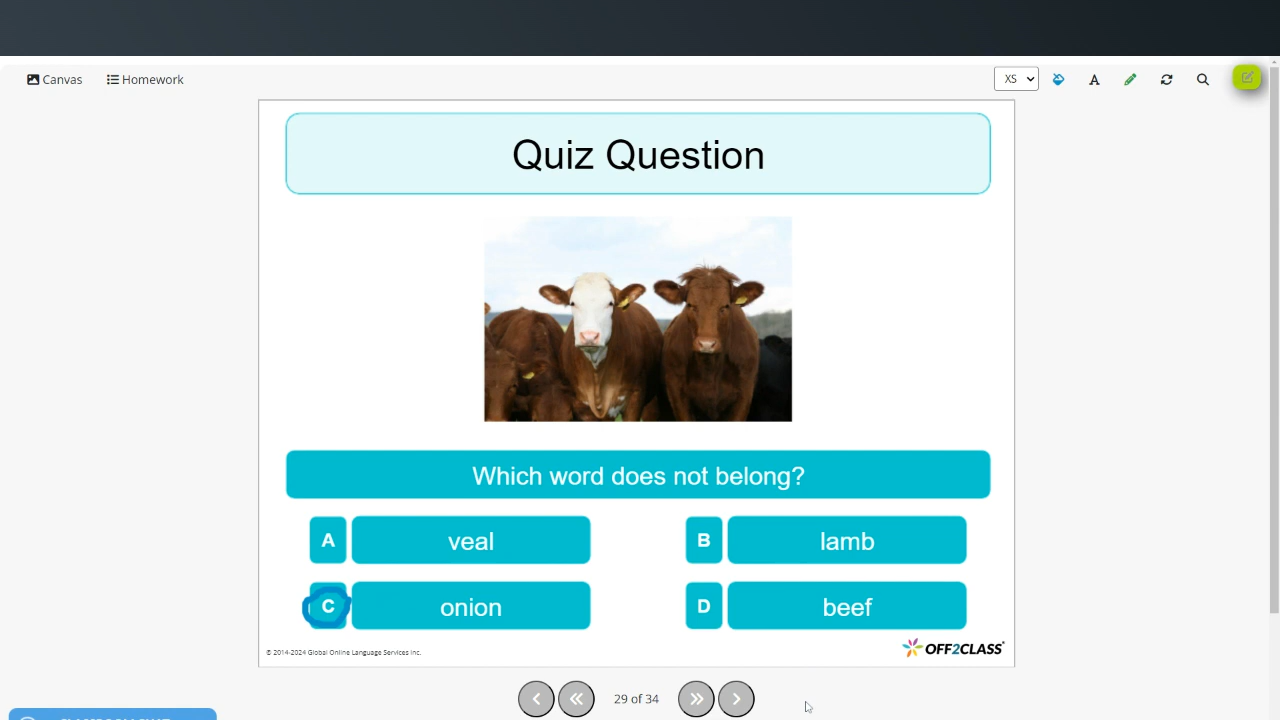 Canvas
Homework
XS
A
Quiz Question
Which word does not belong?
A
veal
B
lamb
C
onion
D
beef
© 2014-2024 Global Online Language Services Inc.
OFF2CLASS
29 of 34